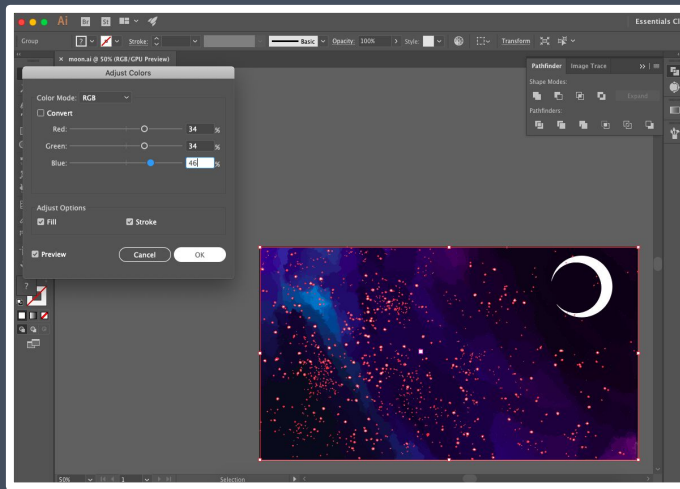 Ai Br St Essentials Cl
Group ? Stroke: Basic Opacity: 100% Style: Transform
× moon.ai @ 50% (RGB/GPU Preview)
Adjust Colors
Color Mode: RGB
Convert
Red: 34 %
Green: 34 %
Blue: 46 %
Adjust Options
Fill Stroke
Preview Cancel OK
Pathfinder Image Trace
Shape Modes:
Expand
Pathfinders:
?
50% 1 Selection